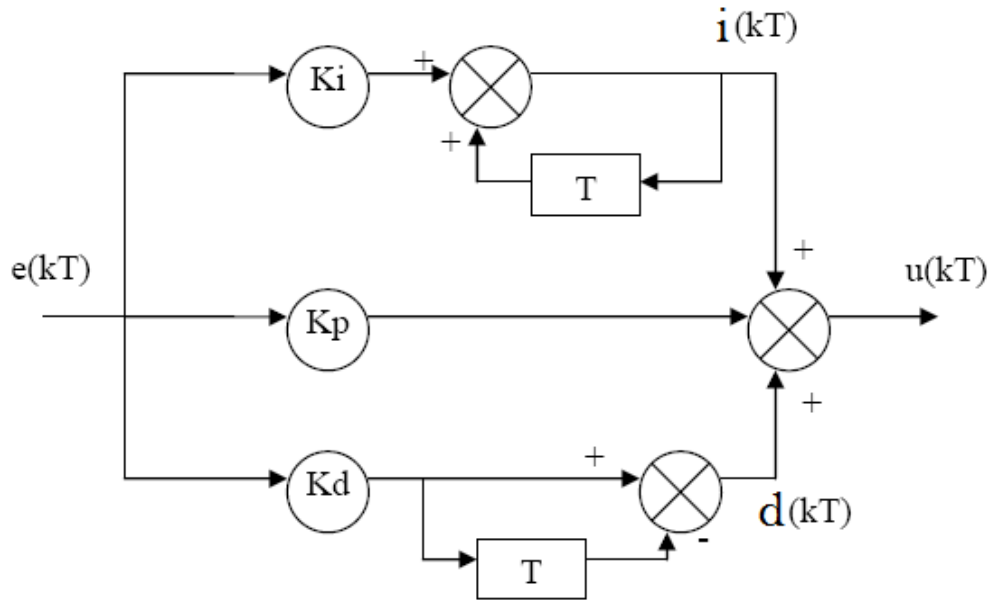 i(kT)
Ki
+
+
T
+
e(kT)
u(kT)
Kp
+
+
Kd
d(kT)
-
T